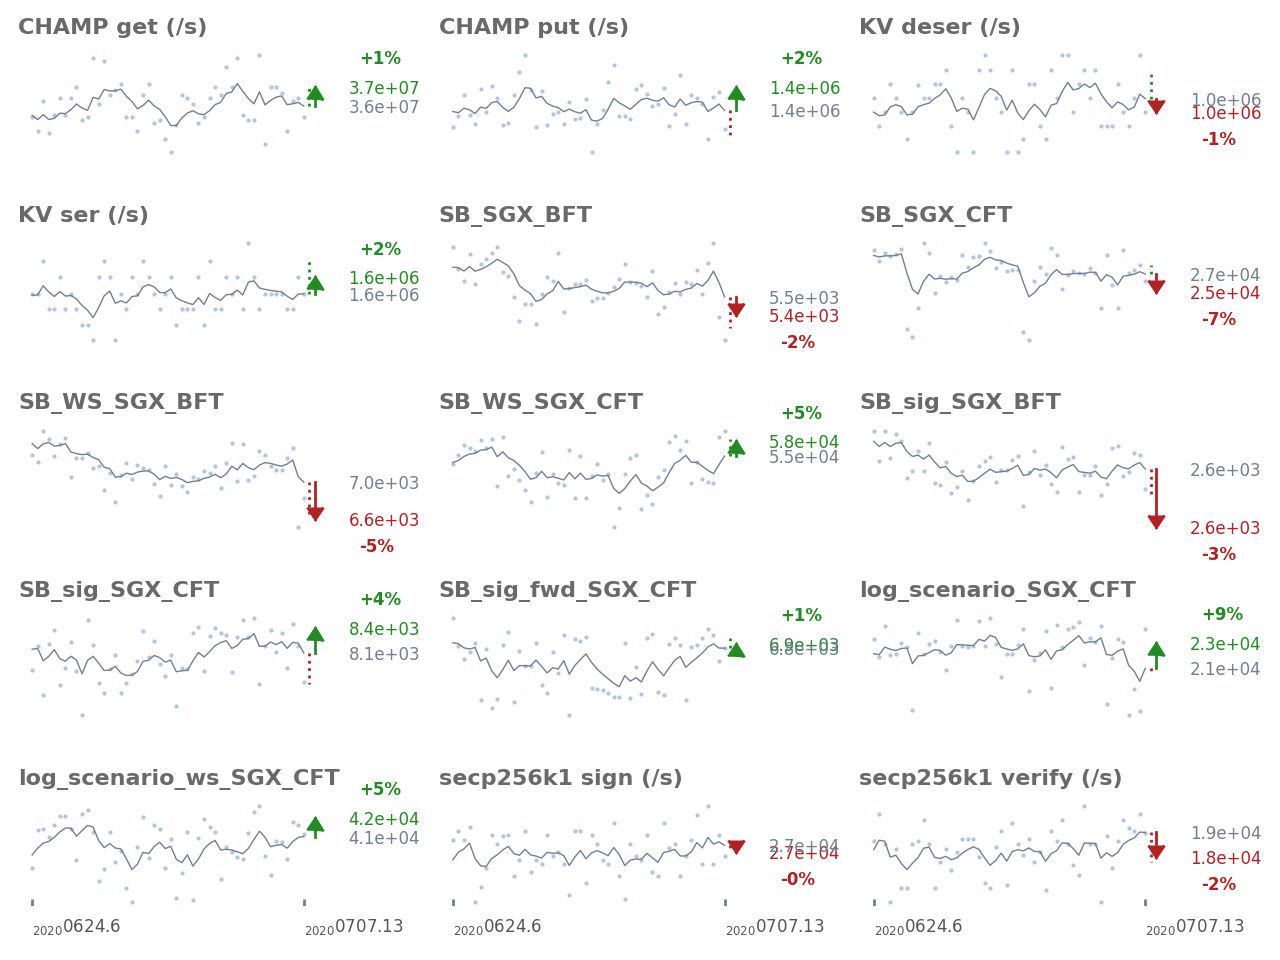 CHAMP get (/s)
+1%
3.7e+07
3.6e+07
CHAMP put (/s)
+2%
1.4e+06
1.4e+06
KV deser (/s)
1.0e+06
1.0e+06
-1%
KV ser (/s)
+2%
1.6e+06
1.6e+06
SB_SGX_BFT
5.5e+03
5.4e+03
-2%
SB_SGX_CFT
2.7e+04
2.5e+04
-7%
SB_WS_SGX_BFT
7.0e+03
6.6e+03
-5%
SB_WS_SGX_CFT
+5%
5.8e+04
5.5e+04
SB_sig_SGX_BFT
2.6e+03
2.6e+03
-3%
SB_sig_SGX_CFT
+4%
8.4e+03
8.1e+03
SB_sig_fwd_SGX_CFT
+1%
6.9e+03
6.8e+03
log_scenario_SGX_CFT
+9%
2.3e+04
2.1e+04
log_scenario_ws_SGX_CFT
+5%
4.2e+04
4.1e+04
secp256k1 sign (/s)
2.7e+04
2.7e+04
-0%
secp256k1 verify (/s)
1.9e+04
1.8e+04
-2%
20200624.6
20200707.13
20200624.6
20200707.13
20200624.6
20200707.13